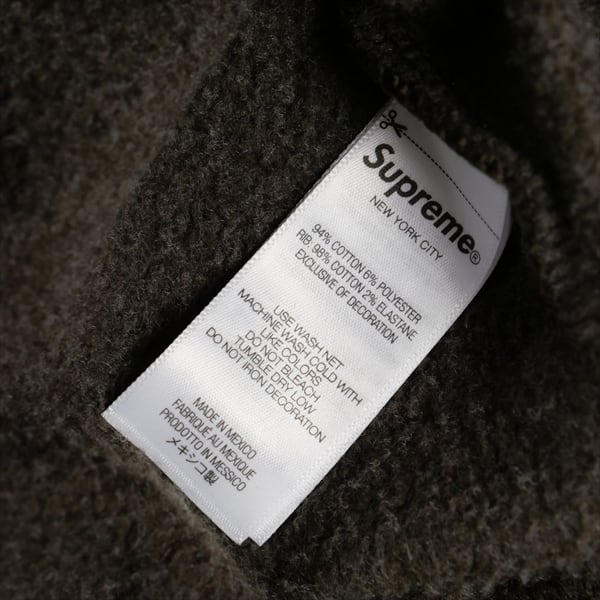 Supreme®
NEW YORK CITY
94% COTTON 6% POLYESTER
RIB: 98% COTTON 2% ELASTANE
EXCLUSIVE OF DECORATION
USE WASH NET
MACHINE WASH COLD WITH
LIKE COLORS
DO NOT BLEACH
TUMBLE DRY LOW
DO NOT IRON DECORATION
MADE IN MEXICO
FABRIQUÉ AU MEXIQUE
PRODOTTO IN MESSICO
メキシコ製